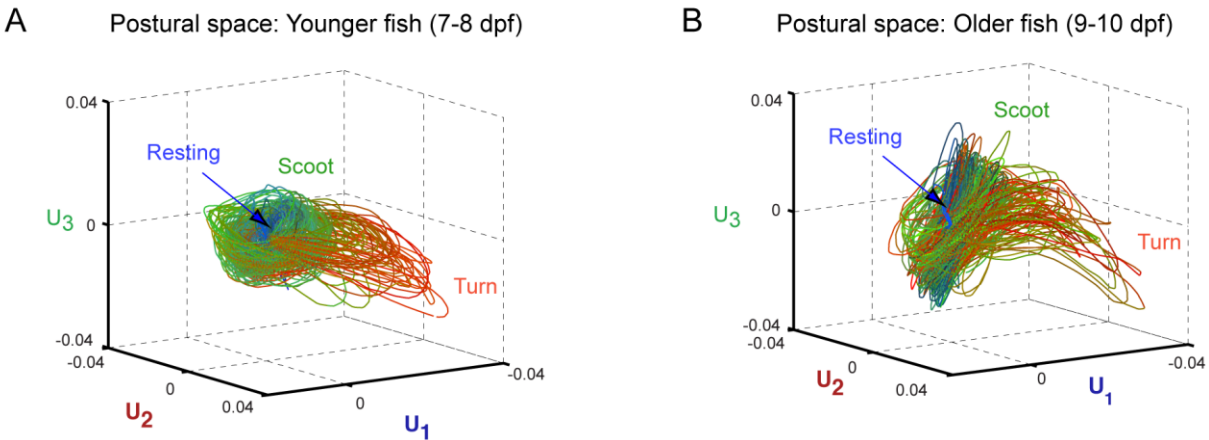 A
Postural space: Younger fish (7-8 dpf)
0.04
Resting
Scoot
U3
0
Turn
-0.04
-0.04
0
U2
0.04
0
U1
-0.04
B
Postural space: Older fish (9-10 dpf)
0.04
Scoot
Resting
U3
0
Turn
-0.04
-0.04
0
U2
0.04
0
U1
-0.04